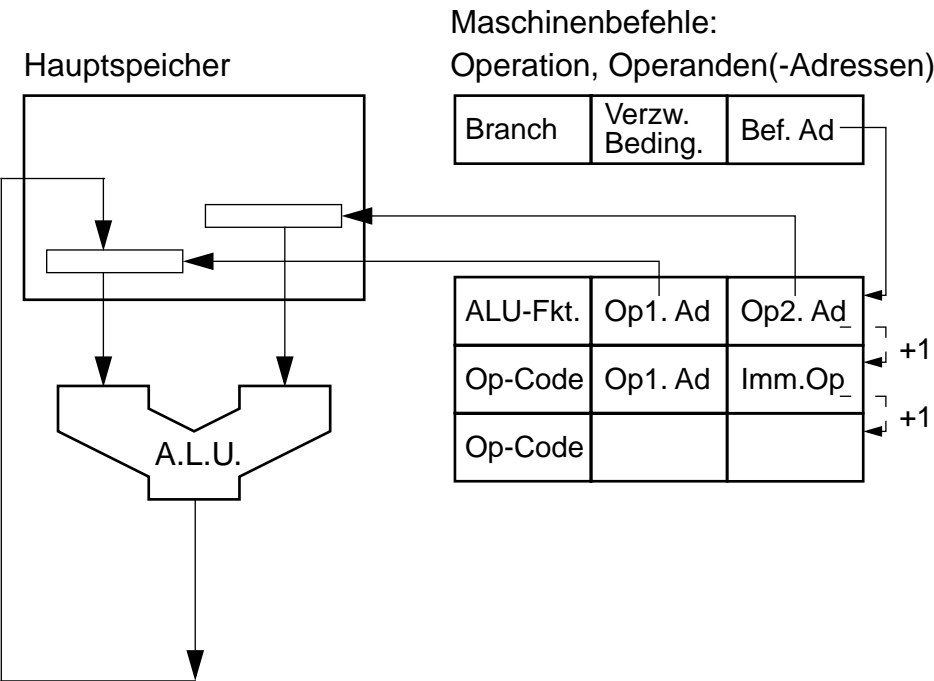 Maschinenbefehle:
Hauptspeicher
Operation, Operanden(-Adressen)
Branch
Verzw.
Beding.
Bef. Ad
ALU-Fkt.
Op1. Ad
Op2. Ad
+1
Op-Code
Op1. Ad
Imm.Op
+1
Op-Code
A.L.U.